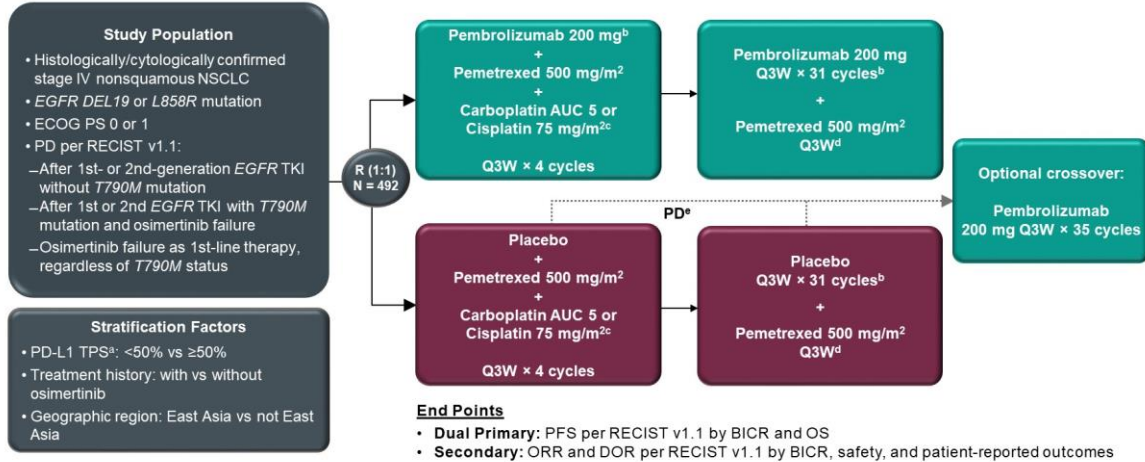 Study Population
• Histologically/cytologically confirmed
stage IV nonsquamous NSCLC
• EGFR DEL19 or L858R mutation
• ECOG PS 0 or 1
• PD per RECIST v1.1:
–After 1st- or 2nd-generation EGFR TKI
without T790M mutation
–After 1st or 2nd EGFR TKI with T790M
mutation and osimertinib failure
–Osimertinib failure as 1st-line therapy,
regardless of T790M status
Stratification Factors
• PD-L1 TPSᵃ: <50% vs ≥50%
• Treatment history: with vs without
osimertinib
• Geographic region: East Asia vs not East
Asia
R (1:1)
N = 492
Pembrolizumab 200 mgᵇ
+
Pemetrexed 500 mg/m²
+
Carboplatin AUC 5 or
Cisplatin 75 mg/m²ᶜ
Q3W × 4 cycles
Pembrolizumab 200 mg
Q3W × 31 cyclesᵇ
+
Pemetrexed 500 mg/m²
Q3Wᵈ
PDᵉ
Optional crossover:
Pembrolizumab
200 mg Q3W × 35 cycles
Placebo
+
Pemetrexed 500 mg/m²
+
Carboplatin AUC 5 or
Cisplatin 75 mg/m²ᶜ
Q3W × 4 cycles
Placebo
Q3W × 31 cyclesᵇ
+
Pemetrexed 500 mg/m²
Q3Wᵈ
End Points
• Dual Primary: PFS per RECIST v1.1 by BICR and OS
• Secondary: ORR and DOR per RECIST v1.1 by BICR, safety, and patient-reported outcomes